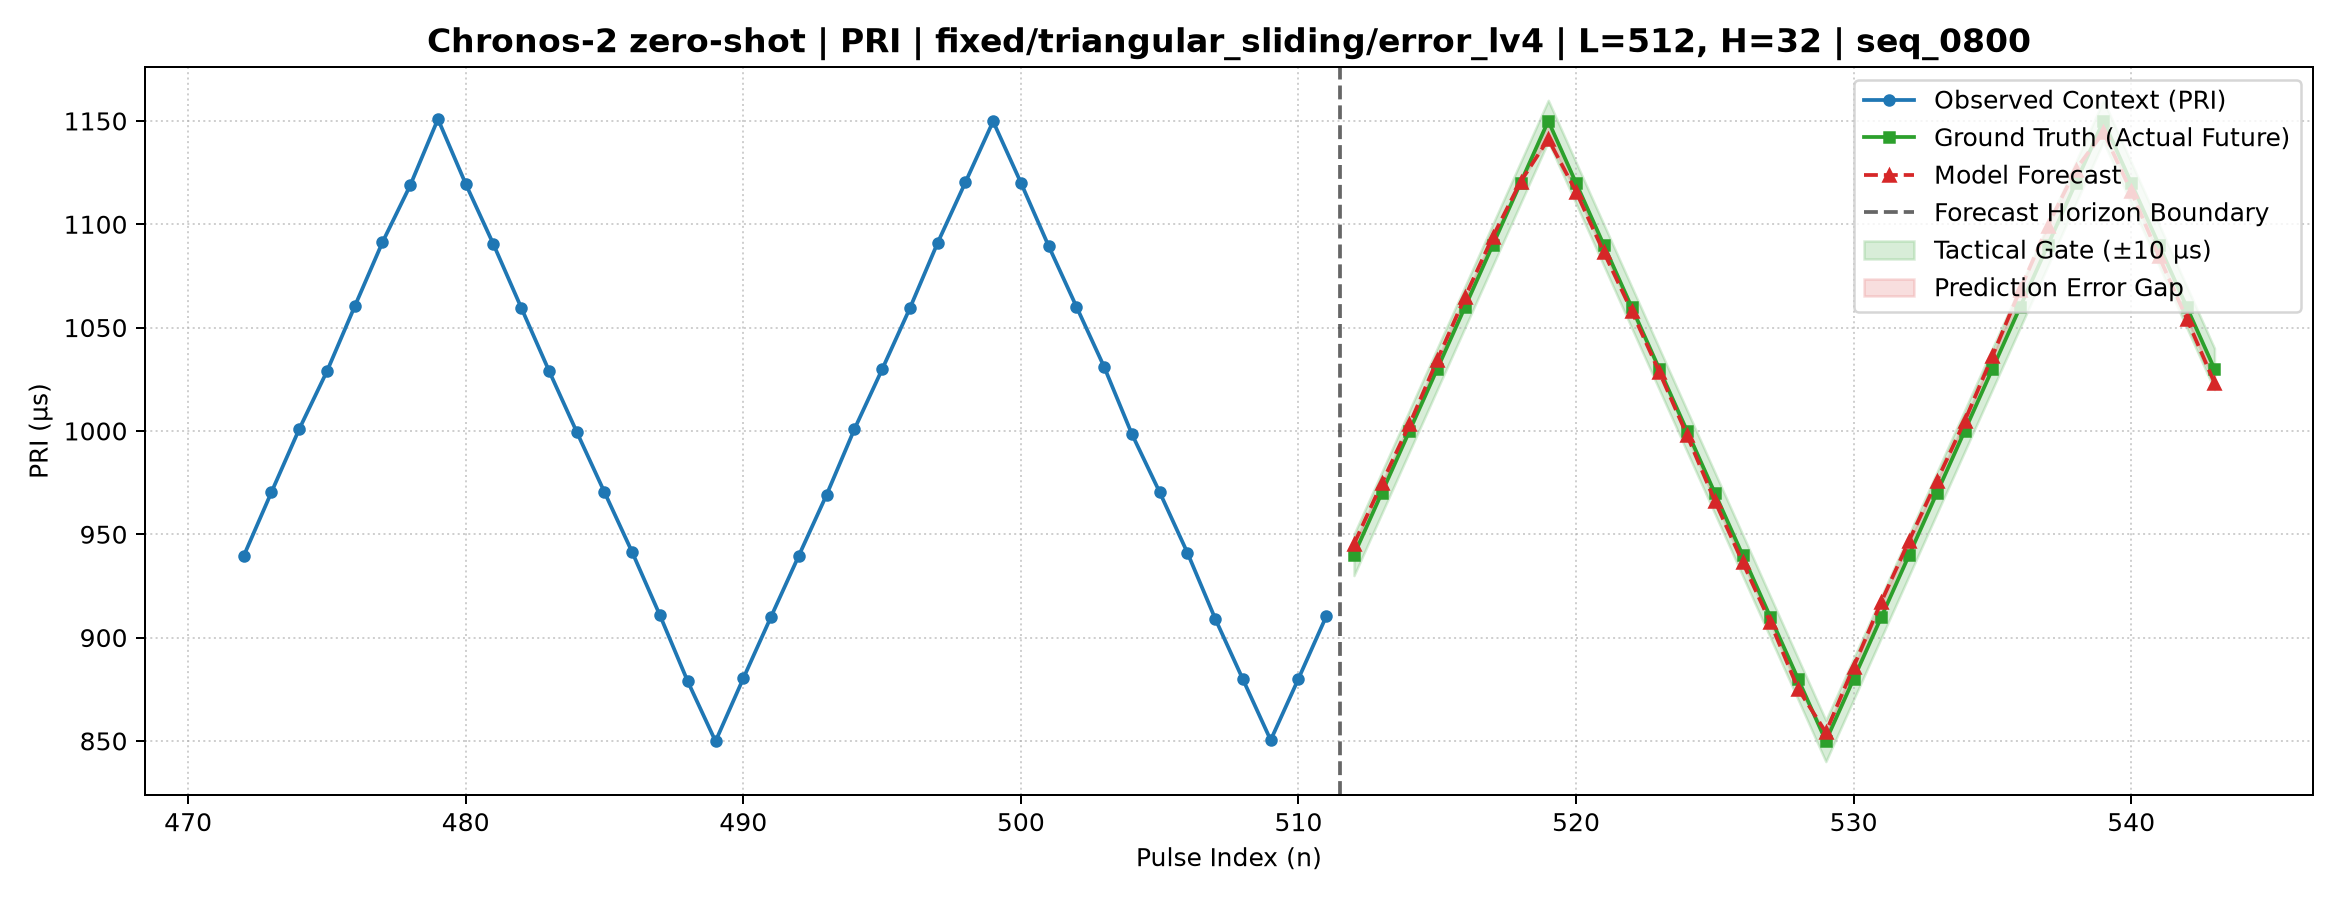 Chronos-2 zero-shot | PRI | fixed/triangular_sliding/error_lv4 | L=512, H=32 | seq_0800
Observed Context (PRI)
Ground Truth (Actual Future)
Model Forecast
Forecast Horizon Boundary
Tactical Gate (±10 μs)
Prediction Error Gap
PRI (μs)
1150
1100
1050
1000
950
900
850
470 480 490 500 510 520 530 540
Pulse Index (n)